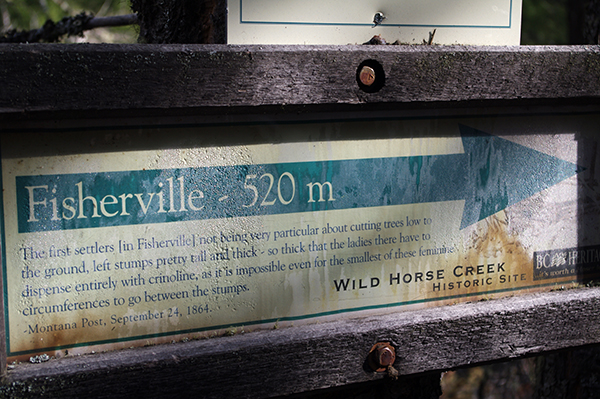 Fisherville - 520 m
The first settlers [in Fisherville] not being very particular about cutting trees low to
the ground, left stumps pretty tall and thick - so thick that the ladies there have to
dispense entirely with crinoline, as it is impossible even for the smallest of these feminine
circumferences to go between the stumps.
-Montana Post, September 24, 1864.
WILD HORSE CREEK
HISTORIC SITE
BC HERITA